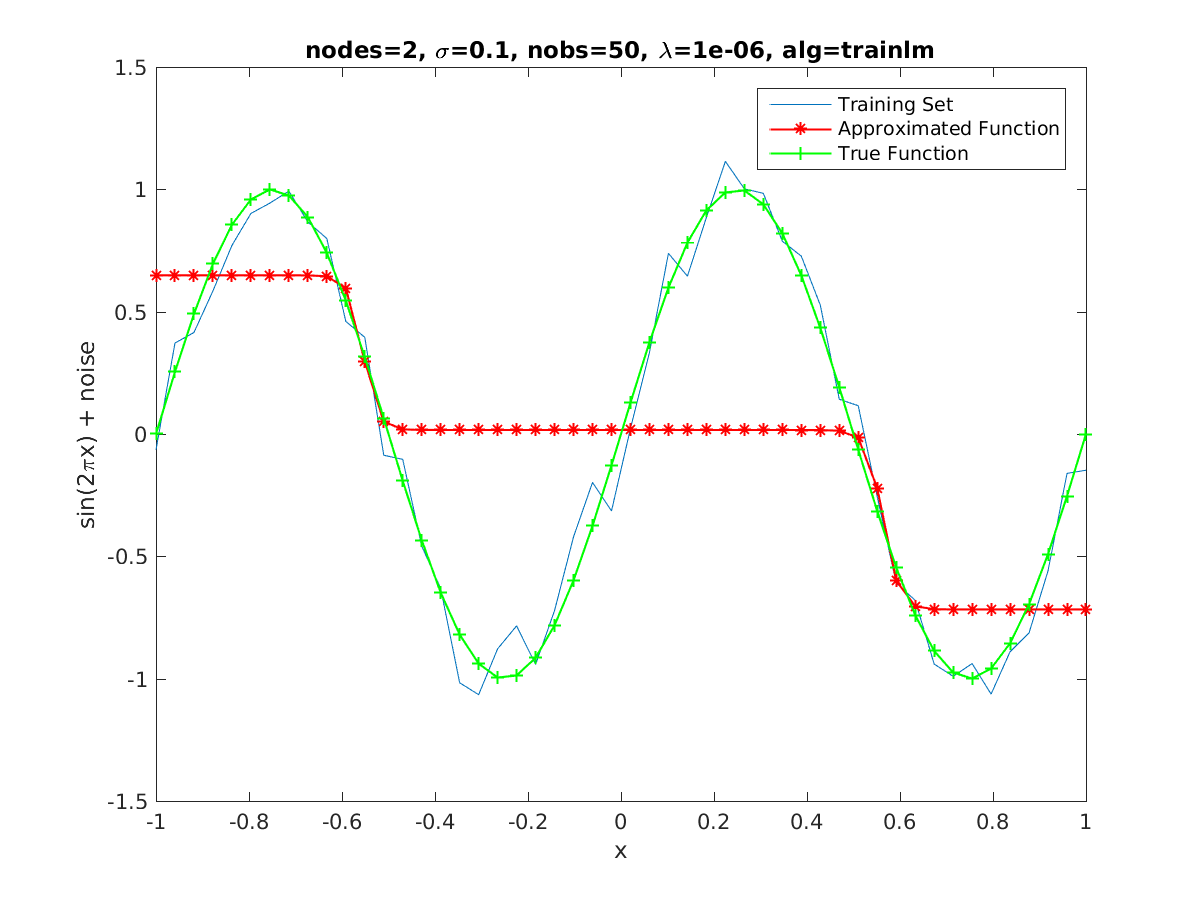 nodes=2, σ=0.1, nobs=50, λ=1e-06, alg=trainlm
1.5
Training Set
Approximated Function
True Function
1
0.5
0
-0.5
-1
-1.5
sin(2πx) + noise
-1 -0.8 -0.6 -0.4 -0.2 0 0.2 0.4 0.6 0.8 1
x